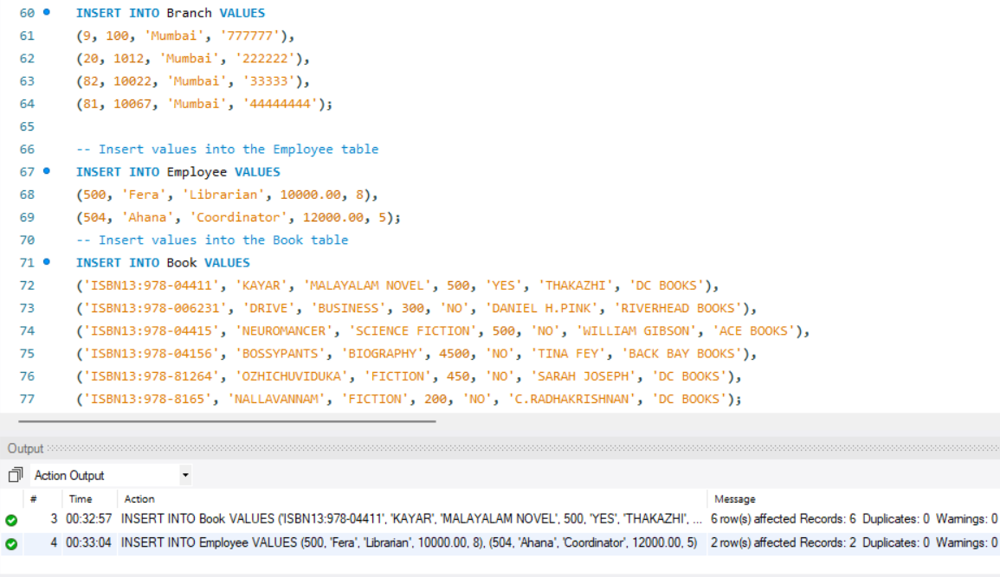 60 INSERT INTO Branch VALUES
61 (9, 100, 'Mumbai', '777777'),
62 (20, 1012, 'Mumbai', '222222'),
63 (82, 10022, 'Mumbai', '33333'),
64 (81, 10067, 'Mumbai', '44444444');
65
66 -- Insert values into the Employee table
67 INSERT INTO Employee VALUES
68 (500, 'Fera', 'Librarian', 10000.00, 8),
69 (504, 'Ahana', 'Coordinator', 12000.00, 5);
70 -- Insert values into the Book table
71 INSERT INTO Book VALUES
72 ('ISBN13:978-04411', 'KAYAR', 'MALAYALAM NOVEL', 500, 'YES', 'THAKAZHI', 'DC BOOKS'),
73 ('ISBN13:978-006231', 'DRIVE', 'BUSINESS', 300, 'NO', 'DANIEL H.PINK', 'RIVERHEAD BOOKS'),
74 ('ISBN13:978-04415', 'NEUROMANCER', 'SCIENCE FICTION', 500, 'NO', 'WILLIAM GIBSON', 'ACE BOOKS'),
75 ('ISBN13:978-04156', 'BOSSYPANTS', 'BIOGRAPHY', 4500, 'NO', 'TINA FEY', 'BACK BAY BOOKS'),
76 ('ISBN13:978-81264', 'OZHICHUVIDUKA', 'FICTION', 450, 'NO', 'SARAH JOSEPH', 'DC BOOKS'),
77 ('ISBN13:978-8165', 'NALLAVANNAM', 'FICTION', 200, 'NO', 'C.RADHAKRISHNAN', 'DC BOOKS');
Output
Action Output
# Time Action Message
3 00:32:57 INSERT INTO Book VALUES ('ISBN13:978-04411', 'KAYAR', 'MALAYALAM NOVEL', 500, 'YES', 'THAKAZHI', ... 6 row(s) affected Records: 6 Duplicates: 0 Warnings: 0
4 00:33:04 INSERT INTO Employee VALUES (500, 'Fera', 'Librarian', 10000.00, 8), (504, 'Ahana', 'Coordinator', 12000.00, 5) 2 row(s) affected Records: 2 Duplicates: 0 Warnings: 0